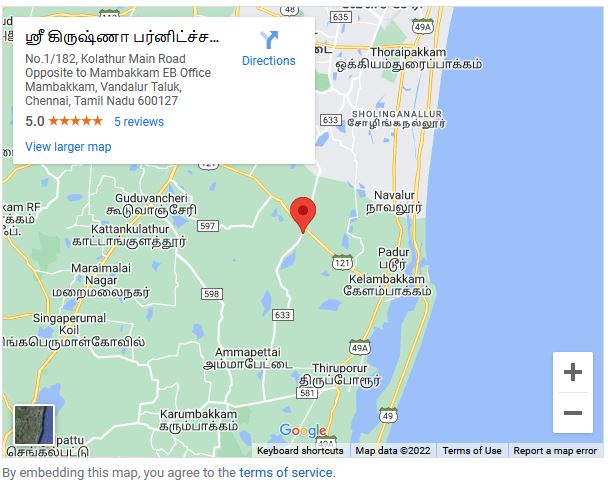 48
635
ஸ்ரீ கிருஷ்ணா பர்னிட்ச்ச...
Directions
No.1/182, Kolathur Main Road
Opposite to Mambakkam EB Office
Mambakkam, Vandalur Taluk,
Chennai, Tamil Nadu 600127
5.0 ★★★★★ 5 reviews
View larger map
Thoraipakkam
ஒக்கியம்துரைப்பாக்கம்
49A
SHOLINGANALLUR
சோழிங்கநல்லூர்
633
121
Guduvancheri
கூடுவாஞ்சேரி
Navalur
நாவலூர்
kam RF
597
Kattankulathur
காட்டாங்குளத்தூர்
49A
Padur
படூர்
121
Maraimalai
Nagar
மறைமலைநகர்
Kelambakkam
கேளம்பாக்கம்
598
Singaperumal
Koil
ிங்கபெருமாள்கோவில்
633
Ammapettai
அம்மாபேட்டை
49A
Thiruporur
திருப்போரூர்
581
Karumbakkam
கரும்பாக்கம்
49
Google
pattu
செங்கல்பட்டு
+
−
Keyboard shortcuts Map data ©2022 Terms of Use Report a map error
By embedding this map, you agree to the terms of service.